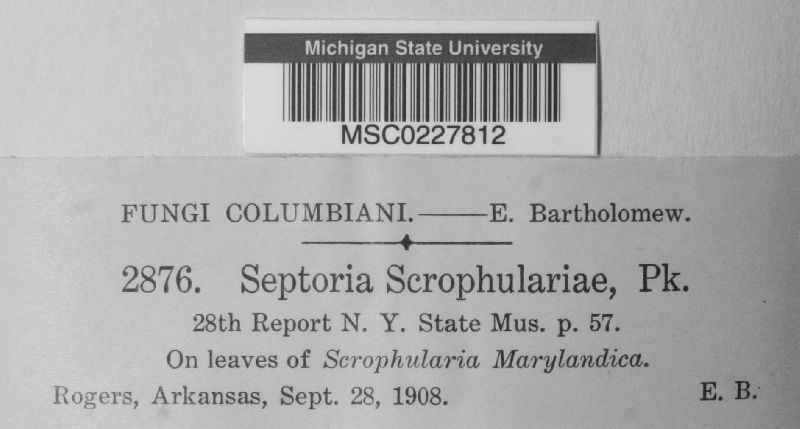 Michigan State University
MSC0227812
FUNGI COLUMBIANI.——E. Bartholomew.
2876. Septoria Scrophulariae, Pk.
28th Report N. Y. State Mus. p. 57.
On leaves of Scrophularia Marylandica.
Rogers, Arkansas, Sept. 28, 1908. E. B.